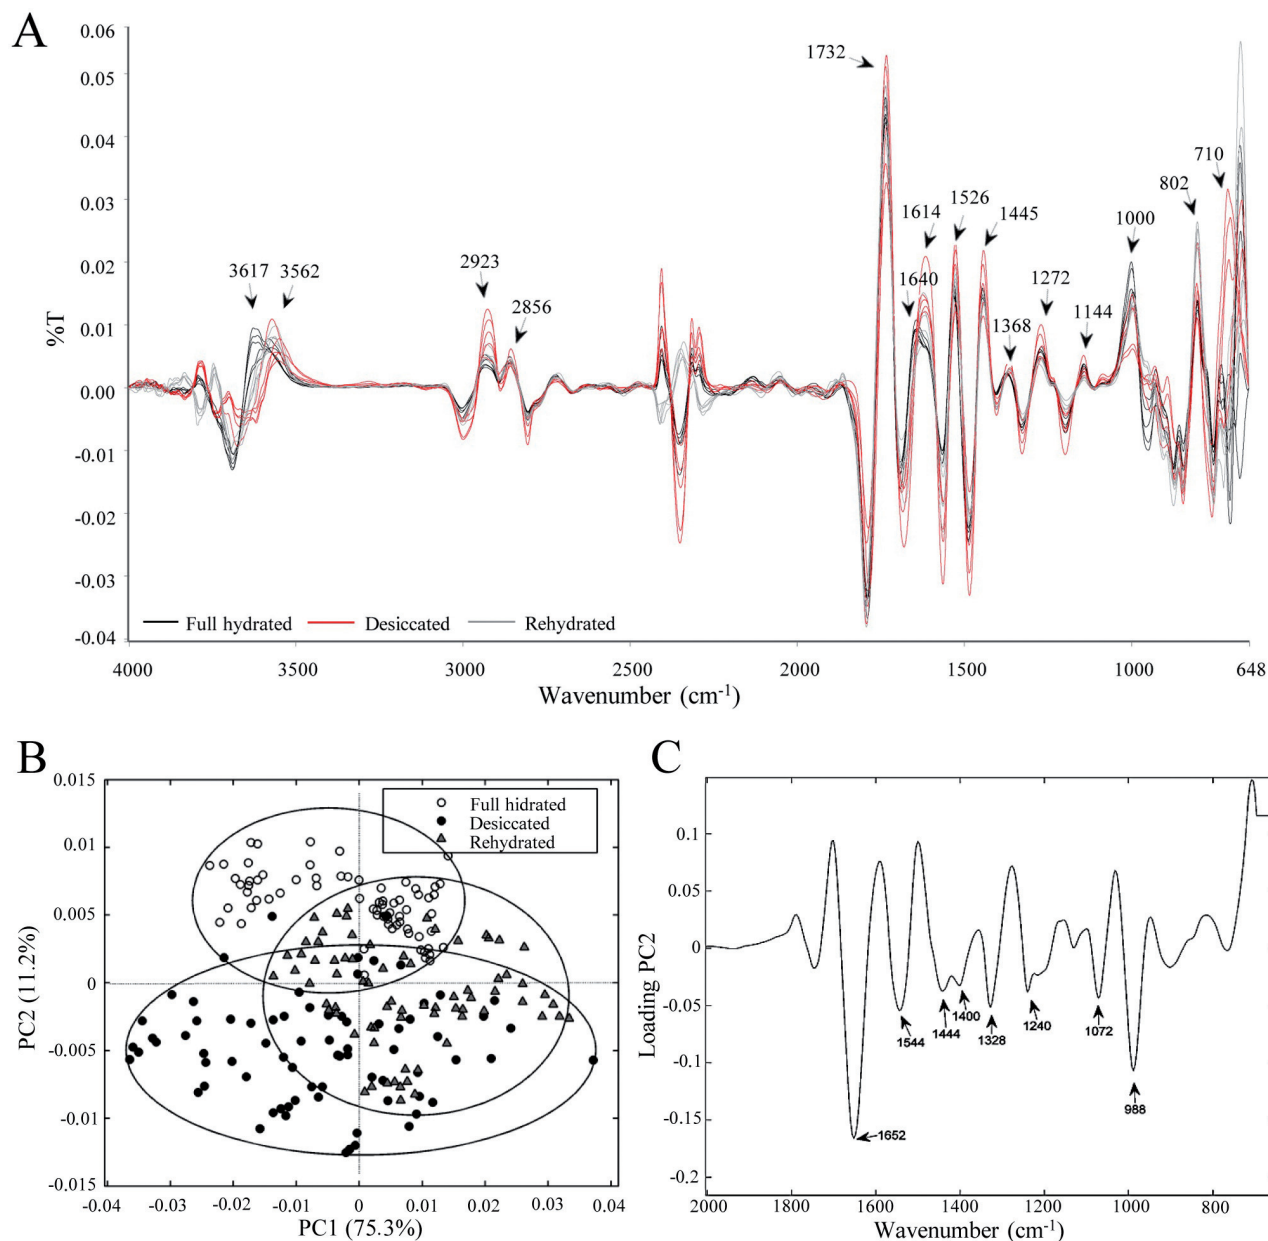 A
%T
0.06
0.05
0.04
0.03
0.02
0.01
0.00
-0.01
-0.02
-0.03
-0.04
3617
3562
2923
2856
1732
1614
1640
1526
1445
1368
1272
1144
1000
802
710
Full hydrated
Desiccated
Rehydrated
4000 3500 3000 2500 2000 1500 1000 648
Wavenumber (cm-1)
B
PC2 (11.2%)
0.015
0.010
0.005
0
-0.005
-0.01
-0.015
Full hidrated
Desiccated
Rehydrated
-0.04 -0.03 -0.02 -0.01 0 0.01 0.02 0.03 0.04
PC1 (75.3%)
C
Loading PC2
0.1
0.05
0
-0.05
-0.1
-0.15
-0.2
1652
1544
1444
1400
1328
1240
1072
988
2000 1800 1600 1400 1200 1000 800
Wavenumber (cm-1)